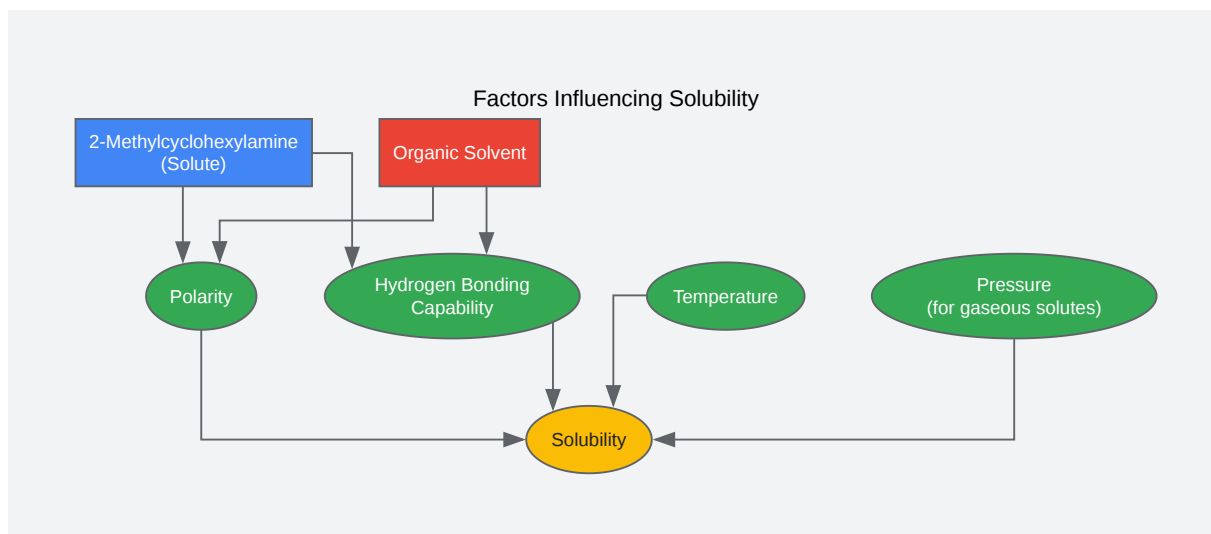 Factors Influencing Solubility
2-Methylcyclohexylamine
(Solute)
Organic Solvent
Polarity
Hydrogen Bonding
Capability
Temperature
Pressure
(for gaseous solutes)
Solubility